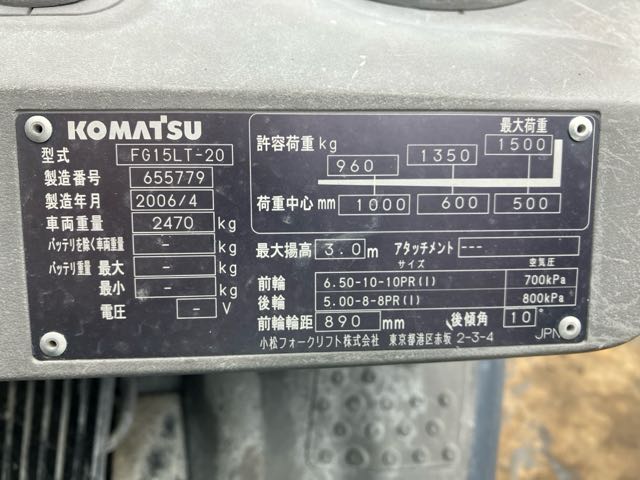 KOMATSU
型式 FG15LT-20
製造番号 655779
製造年月 2006/4
車両重量 2470 kg
バッテリを除く車両重量 - kg
バッテリ重量 最大 - kg
最小 - kg
電圧 - V
最大荷重
許容荷重 kg 960 1350 1500
荷重中心 mm 1000 600 500
最大揚高 3.0 m アタッチメント ---
サイズ 空気圧
前輪 6.50-10-10PR(I) 700kPa
後輪 5.00-8-8PR(I) 800kPa
前輪輪距 890 mm 後傾角 10°
小松フォークリフト株式会社 東京都港区赤坂 2-3-4 JPN